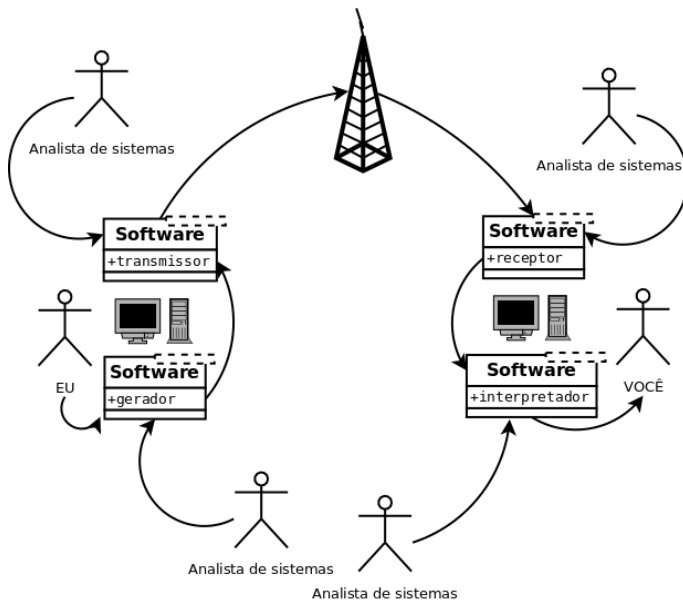 Analista de sistemas
Analista de sistemas
Software
+transmissor
Software
+receptor
EU
Software
+gerador
Software
+interpretador
VOCÊ
Analista de sistemas
Analista de sistemas